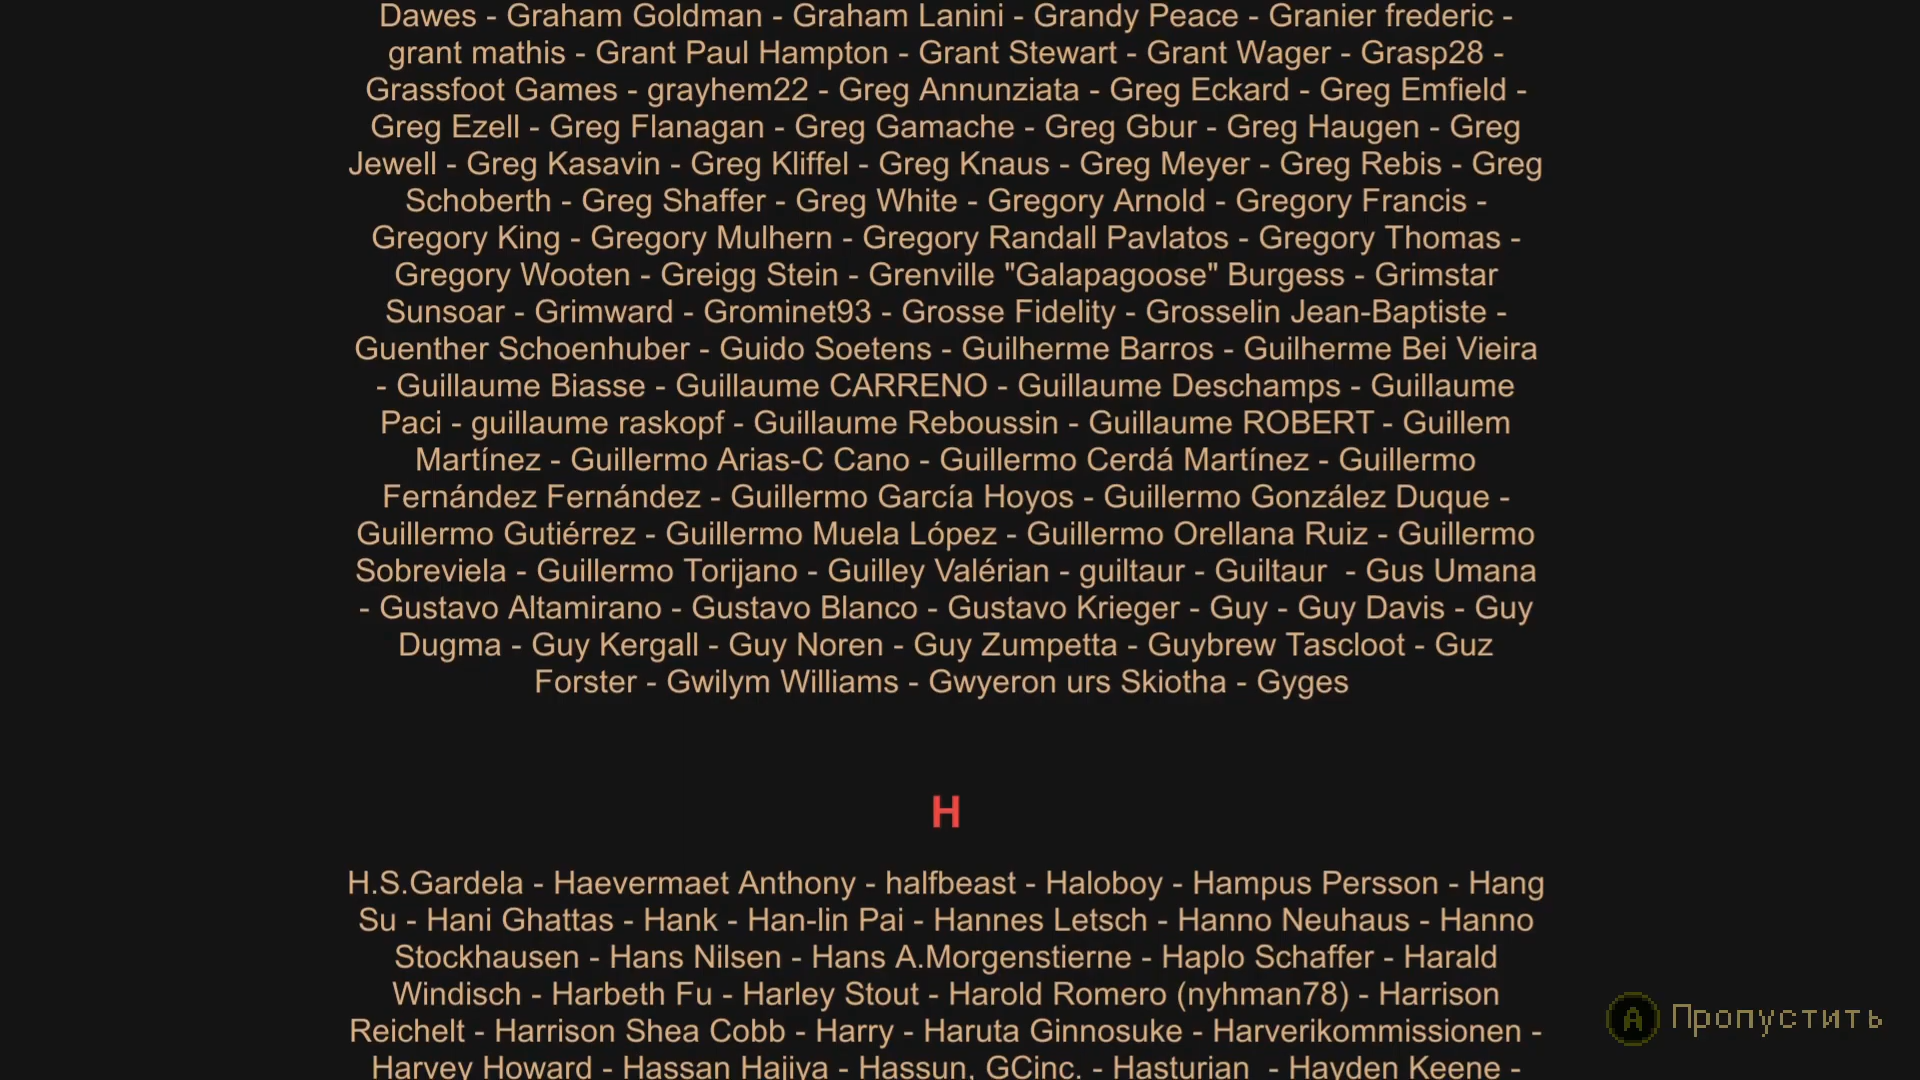 Dawes - Graham Goldman - Graham Lanini - Grandy Peace - Granier frederic -
grant mathis - Grant Paul Hampton - Grant Stewart - Grant Wager - Grasp28 -
Grassfoot Games - grayhem22 - Greg Annunziata - Greg Eckard - Greg Emfield -
Greg Ezell - Greg Flanagan - Greg Gamache - Greg Gbur - Greg Haugen - Greg
Jewell - Greg Kasavin - Greg Kliffel - Greg Knaus - Greg Meyer - Greg Rebis - Greg
Schoberth - Greg Shaffer - Greg White - Gregory Arnold - Gregory Francis -
Gregory King - Gregory Mulhern - Gregory Randall Pavlatos - Gregory Thomas -
Gregory Wooten - Greigg Stein - Grenville "Galapagoose" Burgess - Grimstar
Sunsoar - Grimward - Grominet93 - Grosse Fidelity - Grosselin Jean-Baptiste -
Guenther Schoenhuber - Guido Soetens - Guilherme Barros - Guilherme Bei Vieira
- Guillaume Biasse - Guillaume CARRENO - Guillaume Deschamps - Guillaume
Paci - guillaume raskopf - Guillaume Reboussin - Guillaume ROBERT - Guillem
Martínez - Guillermo Arias-C Cano - Guillermo Cerdá Martínez - Guillermo
Fernández Fernández - Guillermo García Hoyos - Guillermo González Duque -
Guillermo Gutiérrez - Guillermo Muela López - Guillermo Orellana Ruiz - Guillermo
Sobreviela - Guillermo Torijano - Guilley Valérian - guiltaur - Guiltaur  - Gus Umana
- Gustavo Altamirano - Gustavo Blanco - Gustavo Krieger - Guy - Guy Davis - Guy
Dugma - Guy Kergall - Guy Noren - Guy Zumpetta - Guybrew Tascloot - Guz
Forster - Gwilym Williams - Gwyeron urs Skiotha - Gyges
H
H.S.Gardela - Haevermaet Anthony - halfbeast - Haloboy - Hampus Persson - Hang
Su - Hani Ghattas - Hank - Han-lin Pai - Hannes Letsch - Hanno Neuhaus - Hanno
Stockhausen - Hans Nilsen - Hans A.Morgenstierne - Haplo Schaffer - Harald
Windisch - Harbeth Fu - Harley Stout - Harold Romero (nyhman78) - Harrison
Reichelt - Harrison Shea Cobb - Harry - Haruta Ginnosuke - Harverikommissionen -
Harvey Howard - Hassan Hajiya - Hassun, GCinc. - Hasturian  - Hayden Keene -
A Пропустить